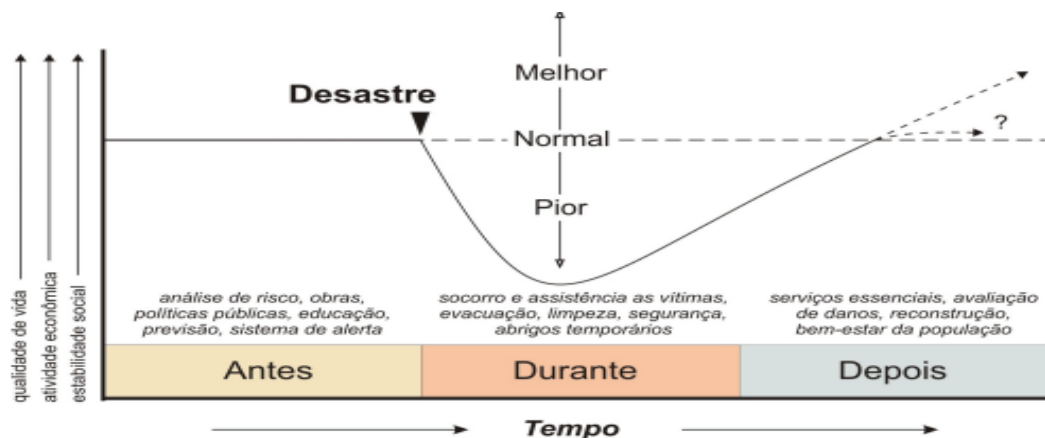 Melhor
Desastre
Normal
?
Pior
qualidade de vida
atividade econômica
estabilidade social
análise de risco, obras,
políticas públicas, educação,
previsão, sistema de alerta
socorro e assistência as vítimas,
evacuação, limpeza, segurança,
abrigos temporários
serviços essenciais, avaliação
de danos, reconstrução,
bem-estar da população
Antes
Durante
Depois
Tempo